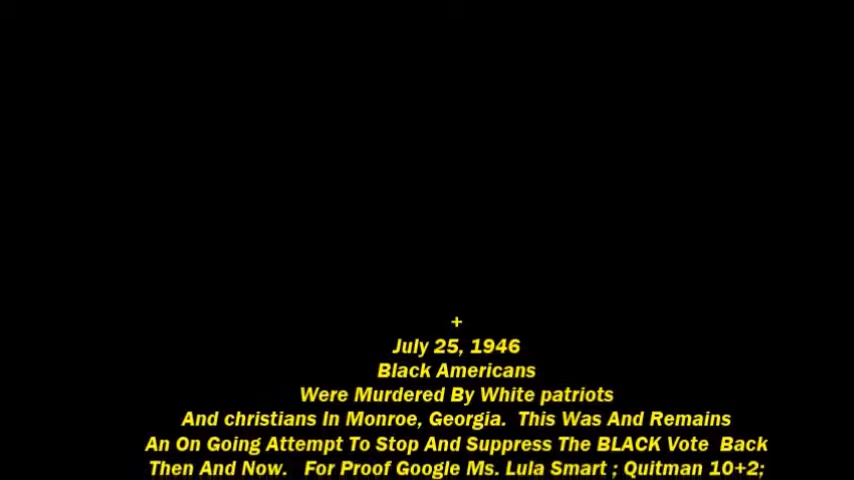 +
July 25, 1946
Black Americans
Were Murdered By White patriots
And christians In Monroe, Georgia.  This Was And Remains
An On Going Attempt To Stop And Suppress The BLACK Vote  Back
Then And Now.   For Proof Google Ms. Lula Smart ; Quitman 10+2;